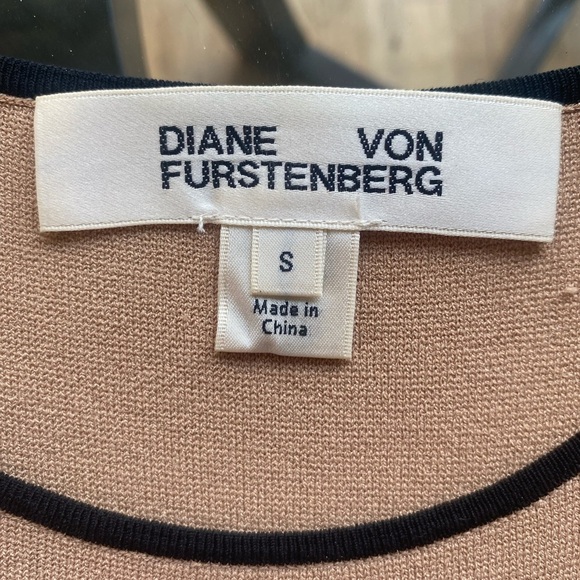 DIANE VON
FURSTENBERG
S
Made in
China